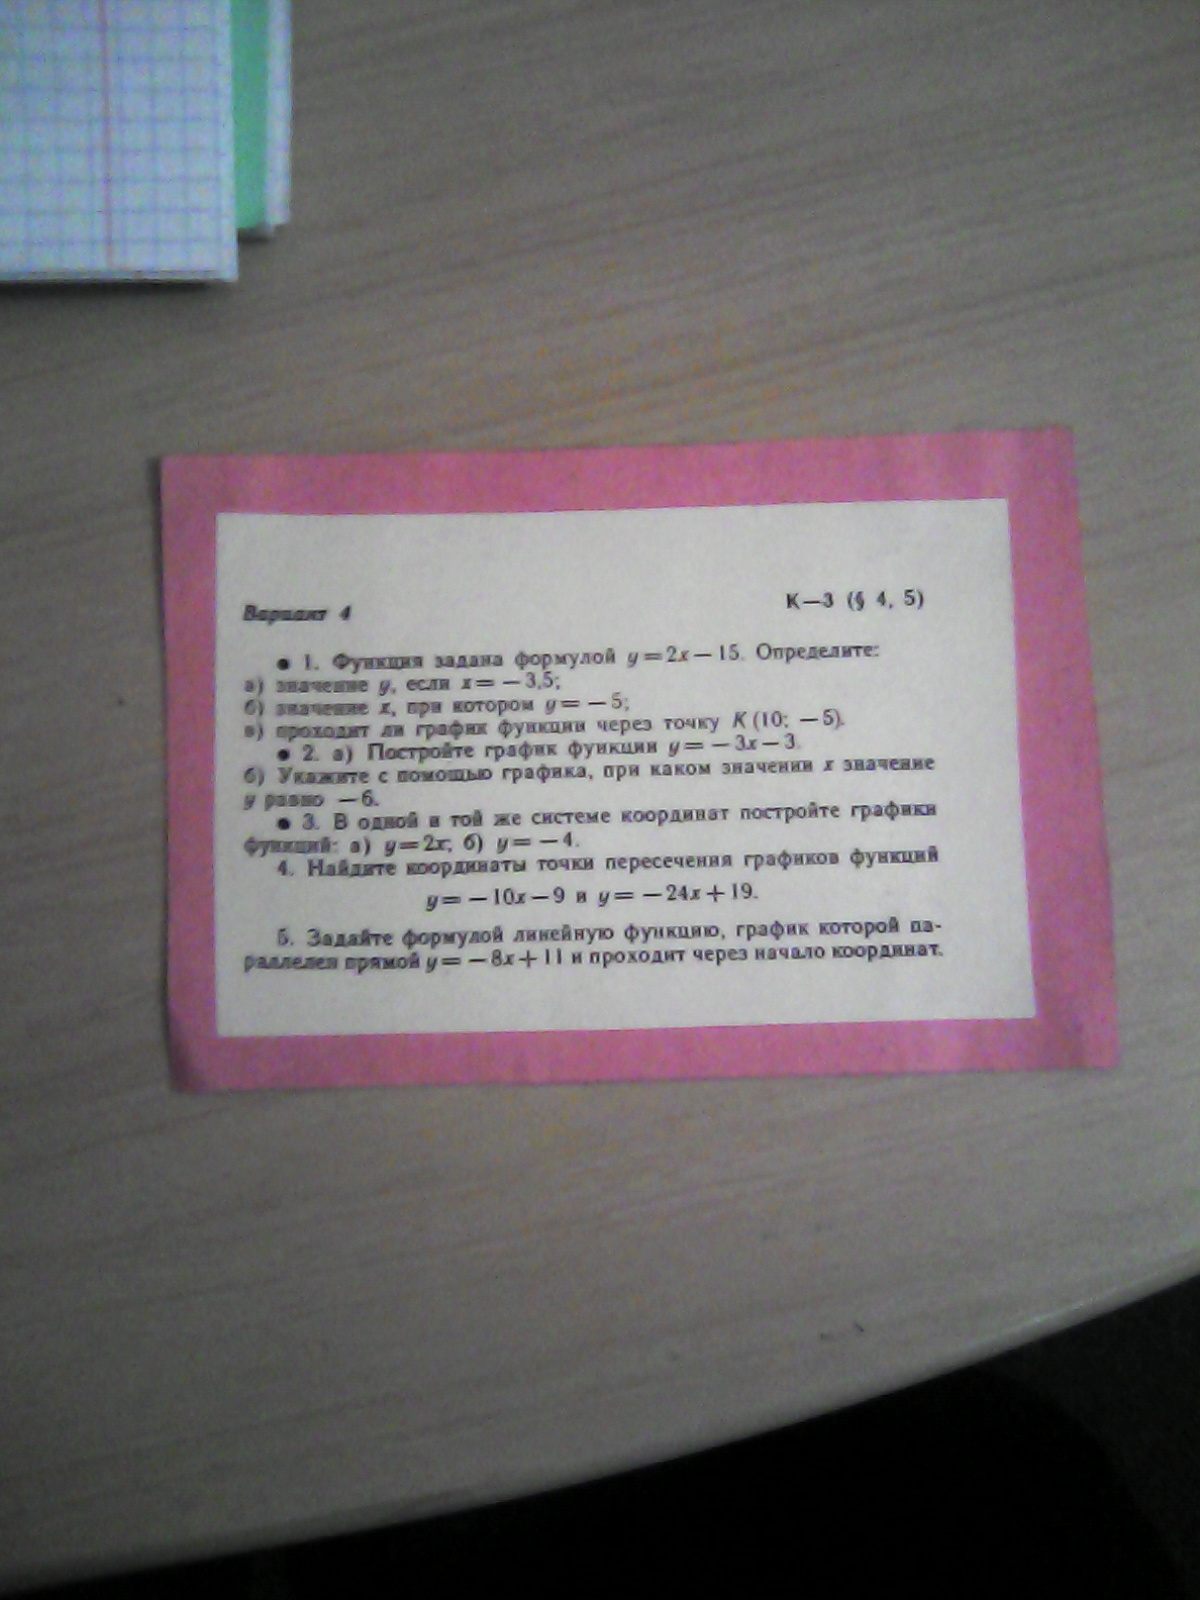 Вариант 4
К—3 (§ 4, 5)
● 1. Функция задана формулой y=2x—15. Определите:
а) значение y, если x=—3,5;
б) значение x, при котором y=—5;
в) проходит ли график функции через точку K (10; —5).
● 2. а) Постройте график функции y=—3x—3.
б) Укажите с помощью графика, при каком значении x значение
y равно —6.
● 3. В одной и той же системе координат постройте графики
функций: а) y=2x; б) y=—4.
4. Найдите координаты точки пересечения графиков функций
y=—10x—9 и y=—24x+19.
5. Задайте формулой линейную функцию, график которой па-
раллелен прямой y=—8x+11 и проходит через начало координат.